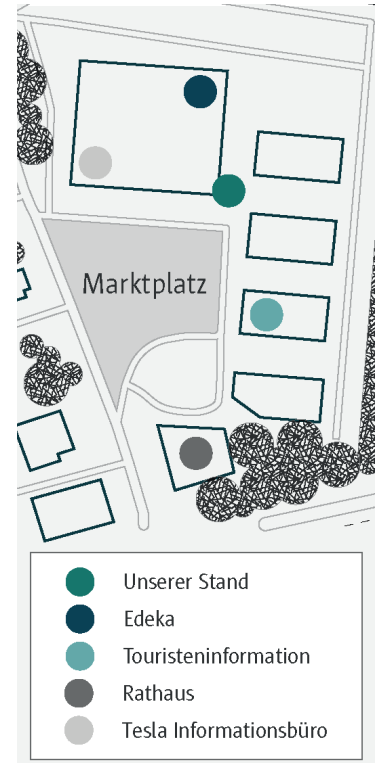 Marktplatz
Unserer Stand
Edeka
Touristeninformation
Rathaus
Tesla Informationsbüro